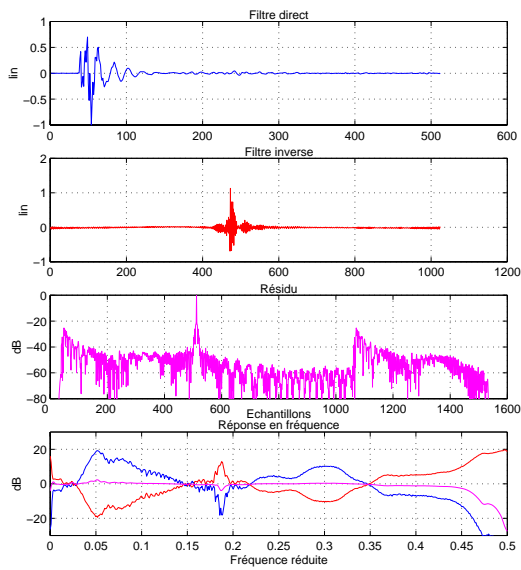 Filtre direct
1
0.5
lin
0
−0.5
−1
0 100 200 300 400 500 600
Filtre inverse
2
1
lin
0
−1
0 200 400 600 800 1000 1200
Résidu
0
−20
−40
dB
−60
−80
0 200 400 600 800 1000 1200 1400 1600
Echantillons
Réponse en fréquence
20
dB
0
−20
0 0.05 0.1 0.15 0.2 0.25 0.3 0.35 0.4 0.45 0.5
Fréquence réduite